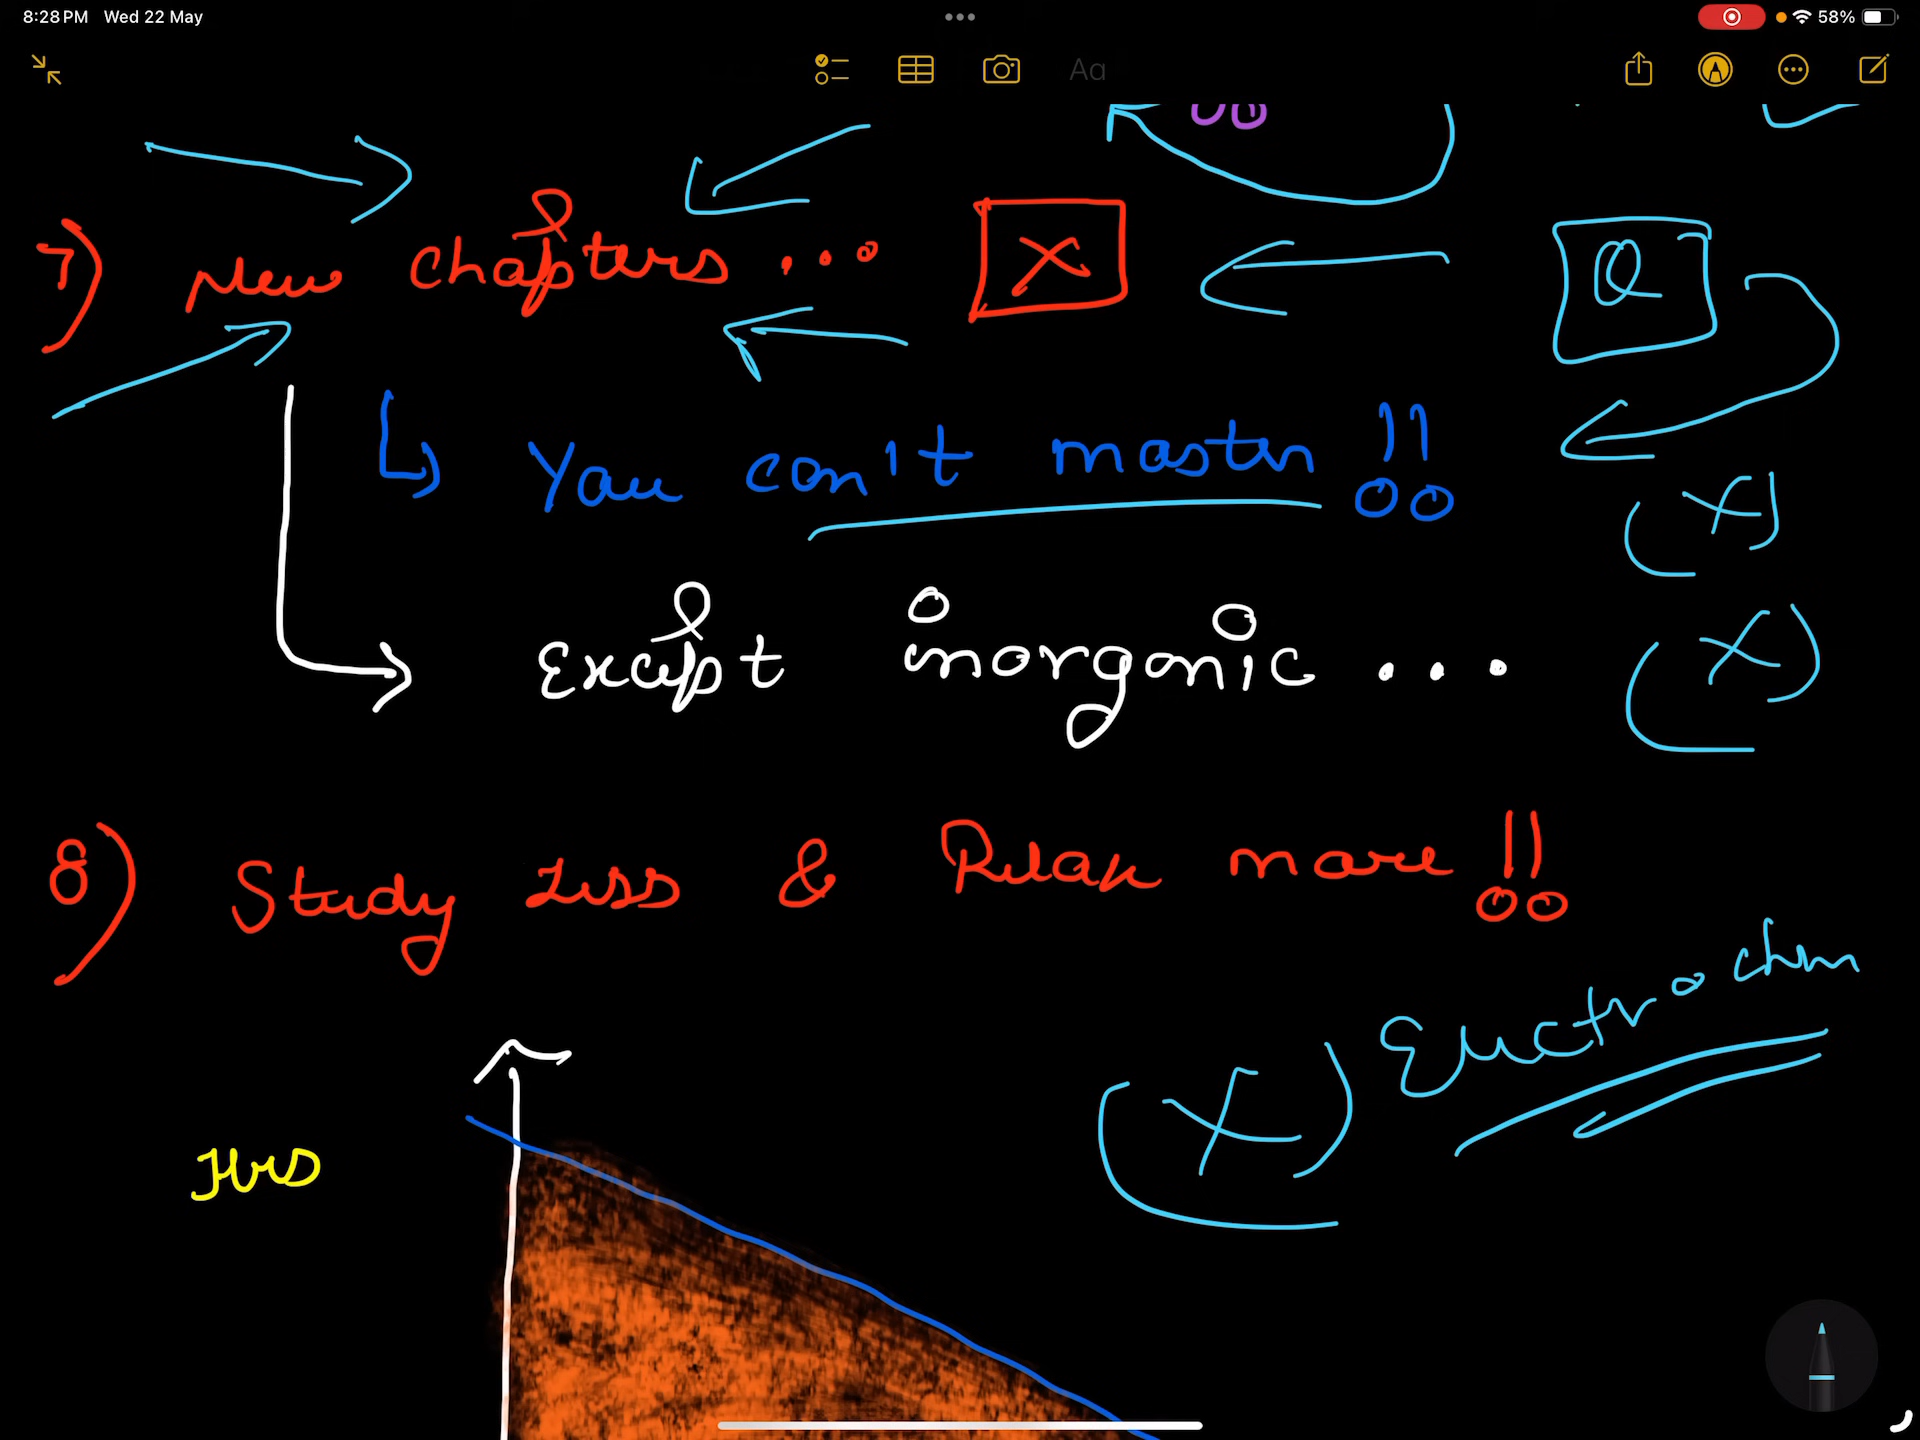 8:28 PM Wed 22 May
58%
Aa
7) New chapters ... X
Q
↳ You can't master !!
(X)
→ Except inorganic ...
(X)
8) Study Less & Relax more !!
(X) Electrochem
Hrs